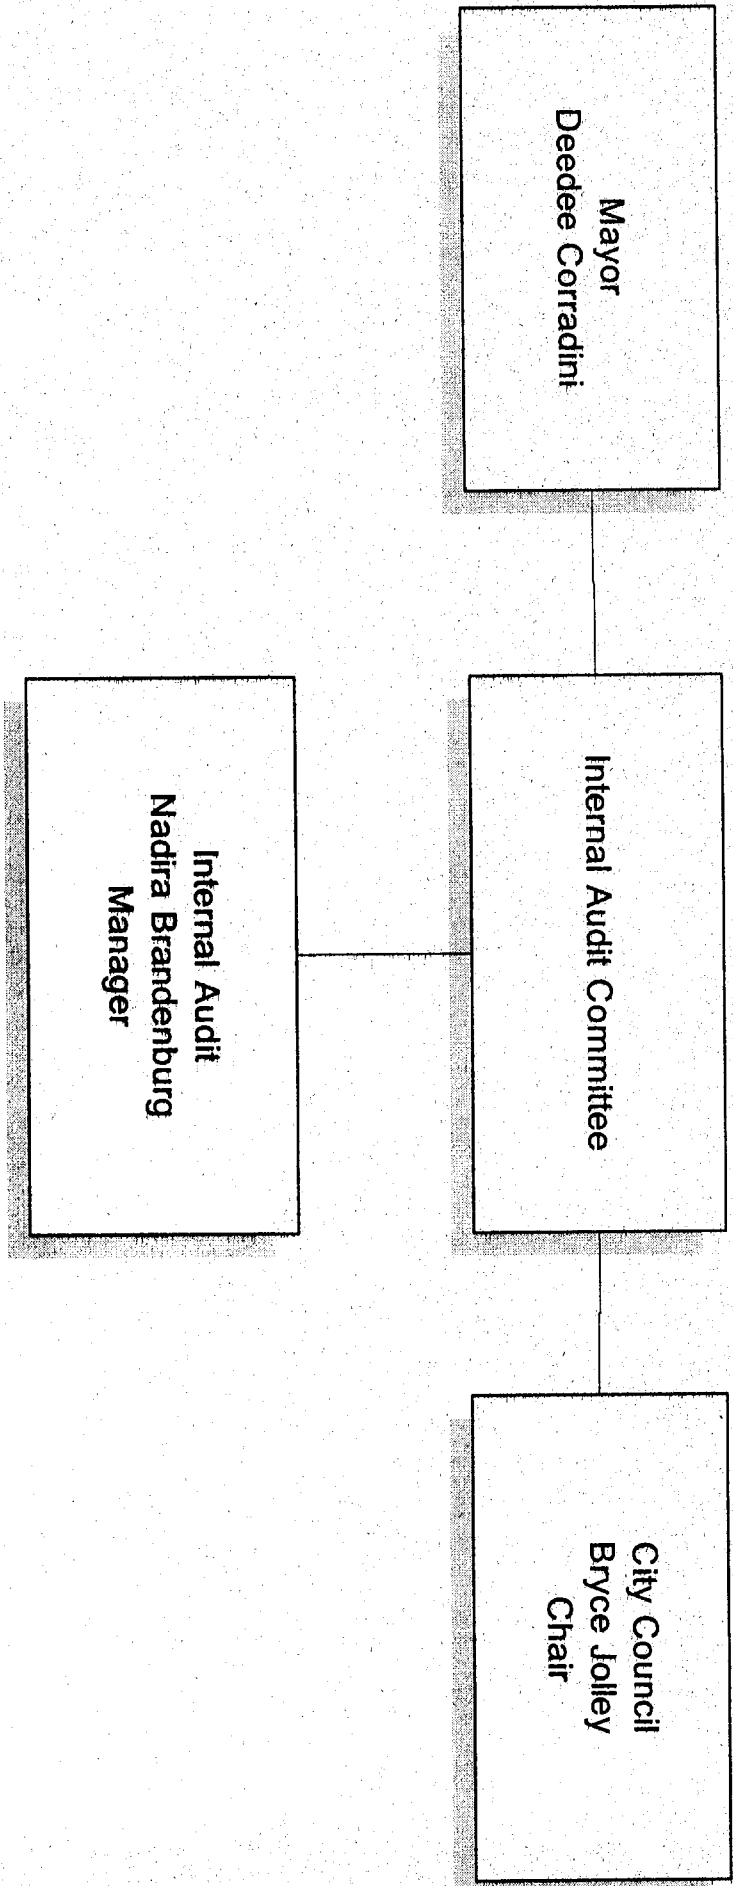 Mayor
Deedee Corradini
Internal Audit Committee
City Council
Bryce Jolley
Chair
Internal Audit
Nadira Brandenburg
Manager